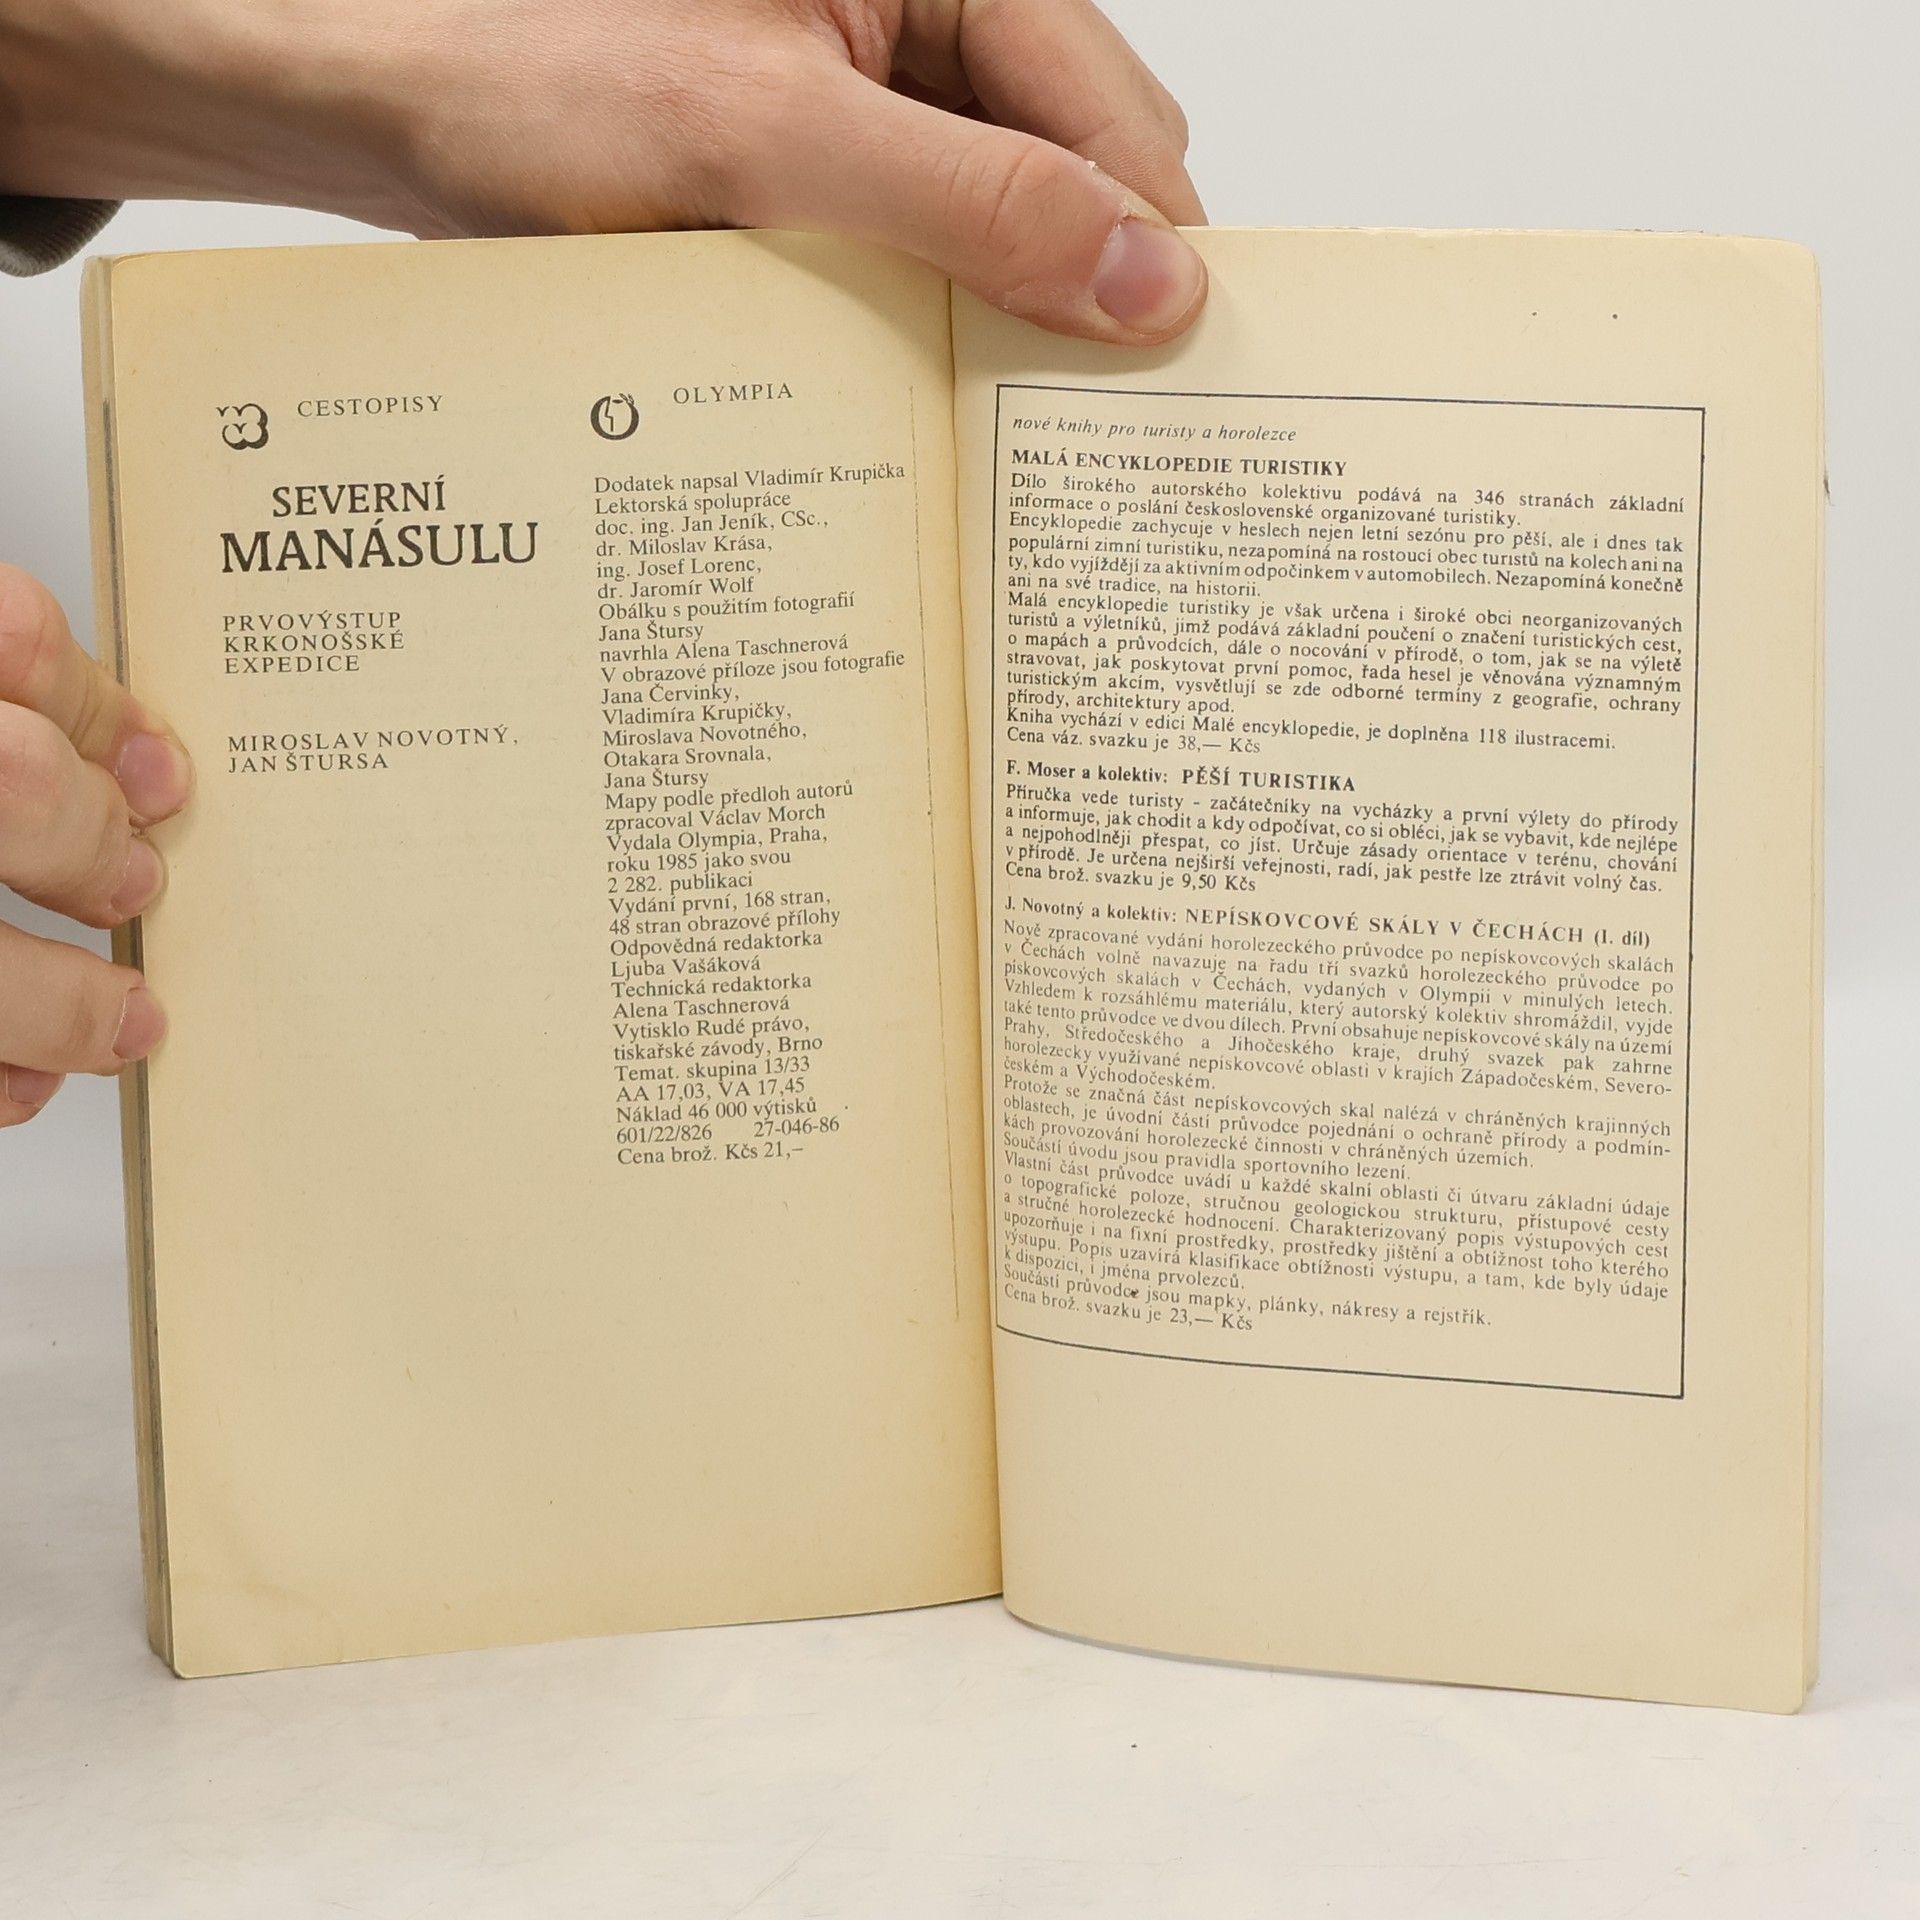 CESTOPISY
SEVERNÍ
MANÁSULU
PRVOVÝSTUP
KRKONOŠSKÉ
EXPEDICE
MIROSLAV NOVOTNÝ,
JAN ŠTURSA
OLYMPIA
Dodatek napsal Vladimír Krupička
Lektorská spolupráce
doc. ing. Jan Jeník, CSc.,
dr. Miloslav Krása,
ing. Josef Lorenc,
dr. Jaromír Wolf
Obálku s použitím fotografií
Jana Štursy
navrhla Alena Taschnerová
V obrazové příloze jsou fotografie
Jana Červinky,
Vladimíra Krupičky,
Miroslava Novotného,
Otakara Srovnala,
Jana Štursy
Mapy podle předloh autorů
zpracoval Václav Morch
Vydala Olympia, Praha,
roku 1985 jako svou
2 282. publikaci
Vydání první, 168 stran,
48 stran obrazové přílohy
Odpovědná redaktorka
Ljuba Vašáková
Technická redaktorka
Alena Taschnerová
Vytisklo Rudé právo,
tiskařské závody, Brno
Temat. skupina 13/33
AA 17,03, VA 17,45
Náklad 46 000 výtisků
601/22/826 27-046-86
Cena brož. Kčs 21,–
nové knihy pro turisty a horolezce
MALÁ ENCYKLOPEDIE TURISTIKY
Dílo širokého autorského kolektivu podává na 346 stranách základní
informace o poslání československé organizované turistiky.
Encyklopedie zachycuje v heslech nejen letní sezónu pro pěší, ale i dnes tak
populární zimní turistiku, nezapomíná na rostoucí obec turistů na kolech ani na
ty, kdo vyjíždějí za aktivním odpočinkem v automobilech. Nezapomíná konečně
ani na své tradice, na historii.
Malá encyklopedie turistiky je však určena i široké obci neorganizovaných
turistů a výletníků, jimž podává základní poučení o značení turistických cest,
o mapách a průvodcích, dále o nocování v přírodě, o tom, jak se na výletě
stravovat, jak poskytovat první pomoc, řada hesel je věnována významným
turistickým akcím, vysvětlují se zde odborné termíny z geografie, ochrany
přírody, architektury apod.
Kniha vychází v edici Malé encyklopedie, je doplněna 118 ilustracemi.
Cena váz. svazku je 38,— Kčs
F. Moser a kolektiv: PĚŠÍ TURISTIKA
Příručka vede turisty - začátečníky na vycházky a první výlety do přírody
a informuje, jak chodit a kdy odpočívat, co si obléci, jak se vybavit, kde nejlépe
a nejpohodlněji přespat, co jíst. Určuje zásady orientace v terénu, chování
v přírodě. Je určena nejširší veřejnosti, radí, jak pestře lze ztrávit volný čas.
Cena brož. svazku je 9,50 Kčs
J. Novotný a kolektiv: NEPÍSKOVCOVÉ SKÁLY V ČECHÁCH (I. díl)
Nově zpracované vydání horolezeckého průvodce po nepískovcových skalách
v Čechách volně navazuje na řadu tří svazků horolezeckého průvodce po
pískovcových skalách v Čechách, vydaných v Olympii v minulých letech.
Vzhledem k rozsáhlému materiálu, který autorský kolektiv shromáždil, vyjde
také tento průvodce ve dvou dílech. První obsahuje nepískovcové skály na území
Prahy, Středočeského a Jihočeského kraje, druhý svazek pak zahrne
horolezecky využívané nepískovcové oblasti v krajích Západočeském, Severo-
českém a Východočeském.
Protože se značná část nepískovcových skal nalézá v chráněných krajinných
oblastech, je úvodní částí průvodce pojednání o ochraně přírody a podmín-
kách provozování horolezecké činnosti v chráněných územích.
Součástí úvodu jsou pravidla sportovního lezení.
Vlastní část průvodce uvádí u každé skalní oblasti či útvaru základní údaje
o topografické poloze, stručnou geologickou strukturu, přístupové cesty
a stručné horolezecké hodnocení. Charakterizovaný popis výstupových cest
upozorňuje i na fixní prostředky, prostředky jištění a obtížnost toho kterého
výstupu. Popis uzavírá klasifikace obtížnosti výstupu, a tam, kde byly údaje
k dispozici, i jména prvolezců.
Součástí průvodce jsou mapky, plánky, nákresy a rejstřík.
Cena brož. svazku je 23,— Kčs